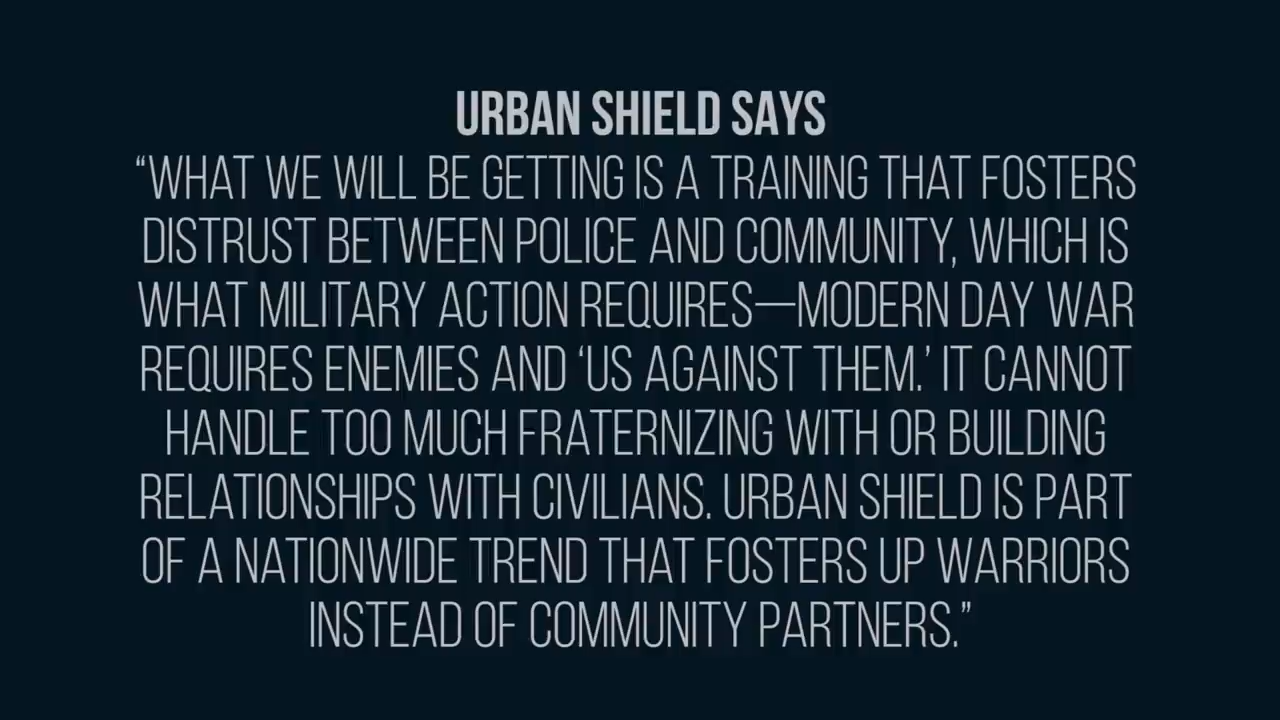 URBAN SHIELD SAYS
“WHAT WE WILL BE GETTING IS A TRAINING THAT FOSTERS
DISTRUST BETWEEN POLICE AND COMMUNITY, WHICH IS
WHAT MILITARY ACTION REQUIRES—MODERN DAY WAR
REQUIRES ENEMIES AND ‘US AGAINST THEM.’ IT CANNOT
HANDLE TOO MUCH FRATERNIZING WITH OR BUILDING
RELATIONSHIPS WITH CIVILIANS. URBAN SHIELD IS PART
OF A NATIONWIDE TREND THAT FOSTERS UP WARRIORS
INSTEAD OF COMMUNITY PARTNERS.”